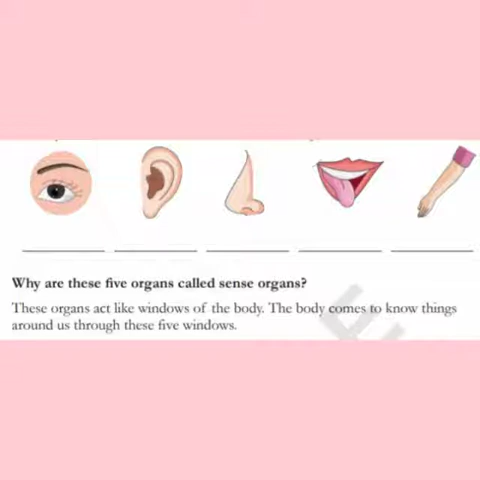 Why are these five organs called sense organs?
These organs act like windows of the body. The body comes to know things
around us through these five windows.